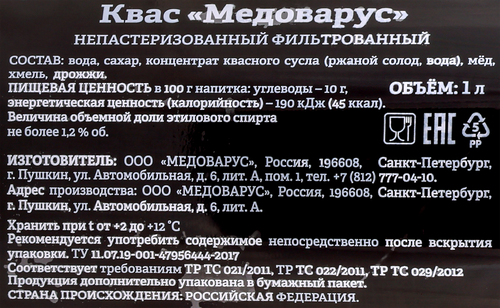 Квас «Медоварус»
НЕПАСТЕРИЗОВАННЫЙ ФИЛЬТРОВАННЫЙ
СОСТАВ: вода, сахар, концентрат квасного сусла (ржаной солод, вода), мёд,
хмель, дрожжи.
ПИЩЕВАЯ ЦЕННОСТЬ в 100 г напитка: углеводы – 10 г,
энергетическая ценность (калорийность) – 190 кДж (45 ккал).
ОБЪЁМ: 1 л
Величина объемной доли этилового спирта
не более 1,2 % об.
ЕАС
5
PP
ИЗГОТОВИТЕЛЬ: ООО «МЕДОВАРУС», Россия, 196608, Санкт-Петербург,
г. Пушкин, ул. Автомобильная, д. 6, лит. А, пом. 1, тел. +7 (812) 777-04-10.
Адрес производства: ООО «МЕДОВАРУС», Россия, 196608, Санкт-Петербург,
г. Пушкин, ул. Автомобильная, д. 6, лит. А.
Хранить при t от +2 до +12 °С
Рекомендуется употребить содержимое непосредственно после вскрытия
упаковки. ТУ 11.07.19-001-47956444-2017
Соответствует требованиям ТР ТС 021/2011, ТР ТС 022/2011, ТР ТС 029/2012
Продукция дополнительно упакована в бумажный пакет.
СТРАНА ПРОИСХОЖДЕНИЯ: РОССИЙСКАЯ ФЕДЕРАЦИЯ.